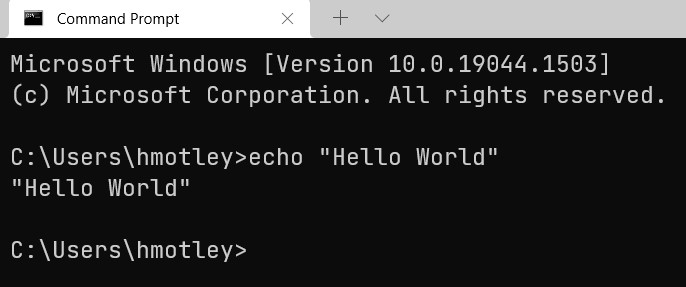 Command Prompt
Microsoft Windows [Version 10.0.19044.1503]
(c) Microsoft Corporation. All rights reserved.
C:\Users\hmotley>echo "Hello World"
"Hello World"
C:\Users\hmotley>